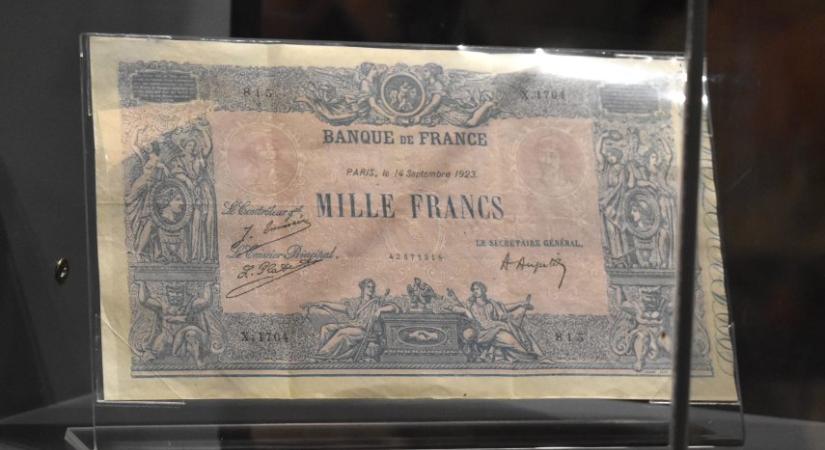 815 X.1704
BANQUE DE FRANCE
PARIS, le 14 Septembre 1923.
MILLE FRANCS
Le Contrôleur gal
Le Caissier Principal,
LE SECRÉTAIRE GÉNÉRAL,
X.1704 815